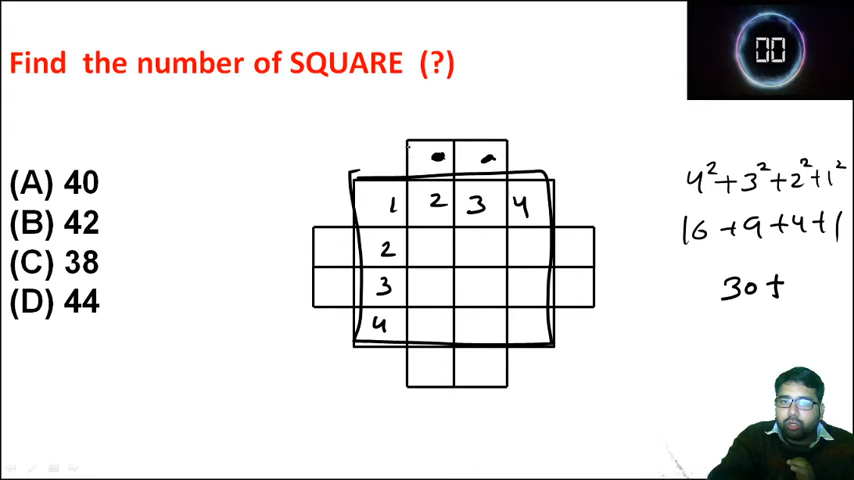 Find the number of SQUARE (?)
00
(A) 40
(B) 42
(C) 38
(D) 44
1 2 3 4
2
3
4
4²+3²+2²+1²
16+9+4+1
30+